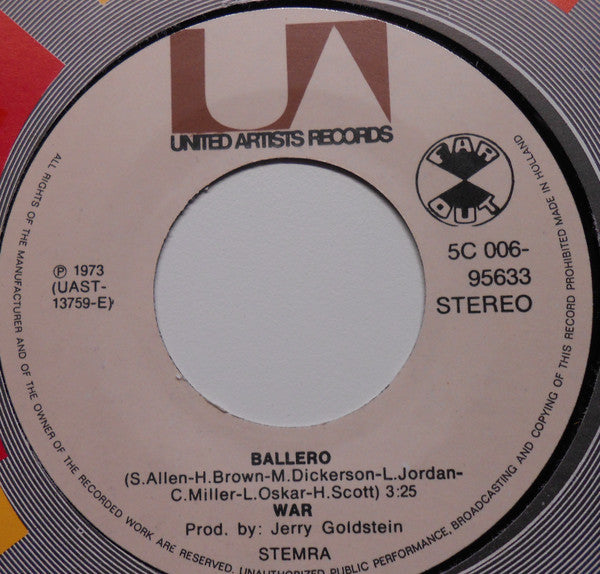 UA
UNITED ARTISTS RECORDS
FAR OUT
MADE IN HOLLAND
5C 006-
95633
STEREO
℗ 1973
(UAST-
13759-E)
BALLERO
(S.Allen-H.Brown-M.Dickerson-L.Jordan-
C.Miller-L.Oskar-H.Scott) 3:25
WAR
Prod. by: Jerry Goldstein
STEMRA
ALL RIGHTS OF THE MANUFACTURER AND OF THE OWNER OF THE RECORDED WORK ARE RESERVED. UNAUTHORIZED PUBLIC PERFORMANCE, BROADCASTING AND COPYING OF THIS RECORD PROHIBITED